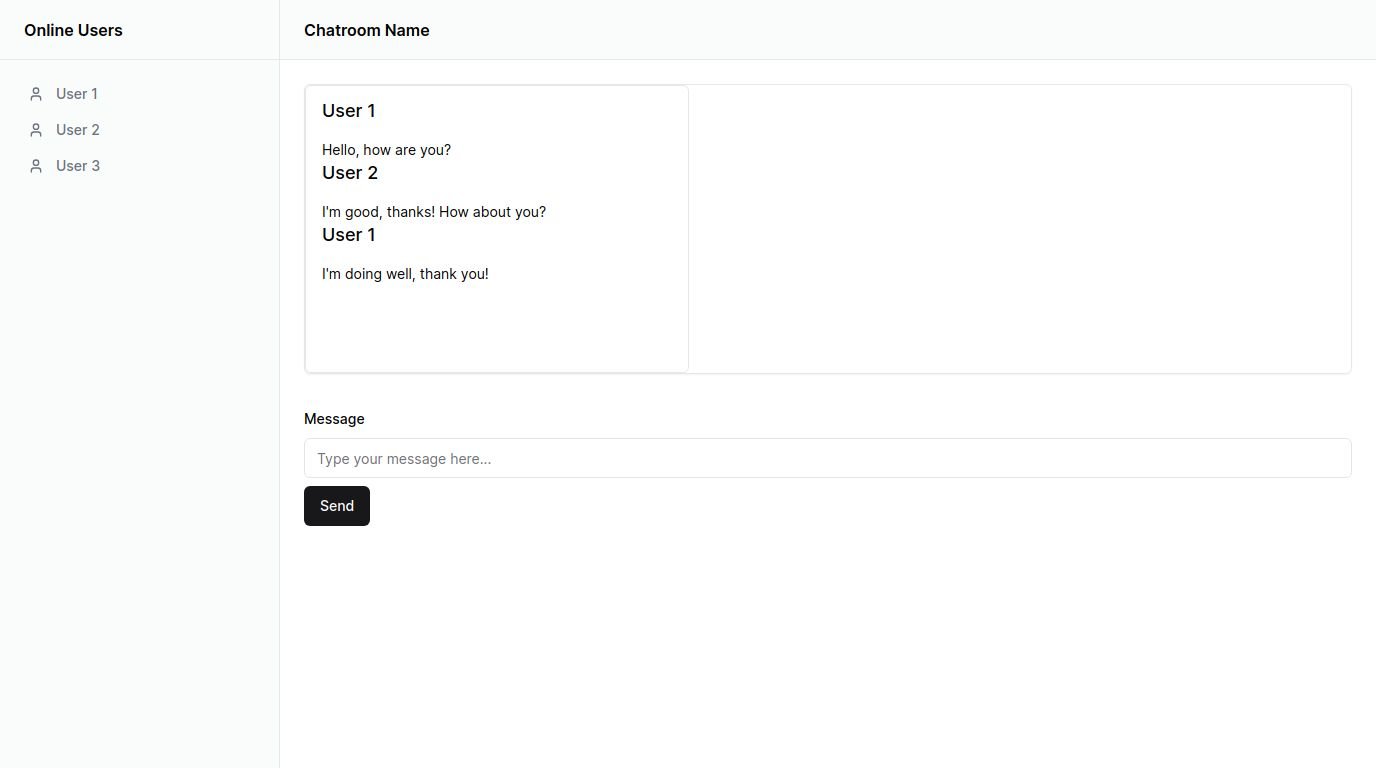 Online Users
User 1
User 2
User 3
Chatroom Name
User 1
Hello, how are you?
User 2
I'm good, thanks! How about you?
User 1
I'm doing well, thank you!
Message
Type your message here...
Send